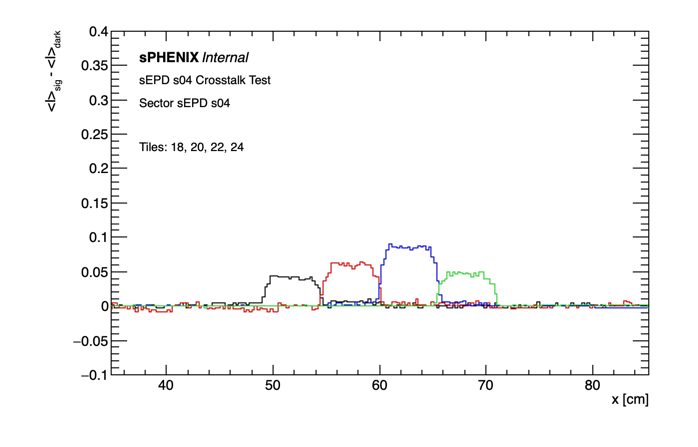 <I>sig - <I>dark
0.4
0.35
0.3
0.25
0.2
0.15
0.1
0.05
0
−0.05
−0.1
sPHENIX Internal
sEPD s04 Crosstalk Test
Sector sEPD s04
Tiles: 18, 20, 22, 24
40 50 60 70 80
x [cm]